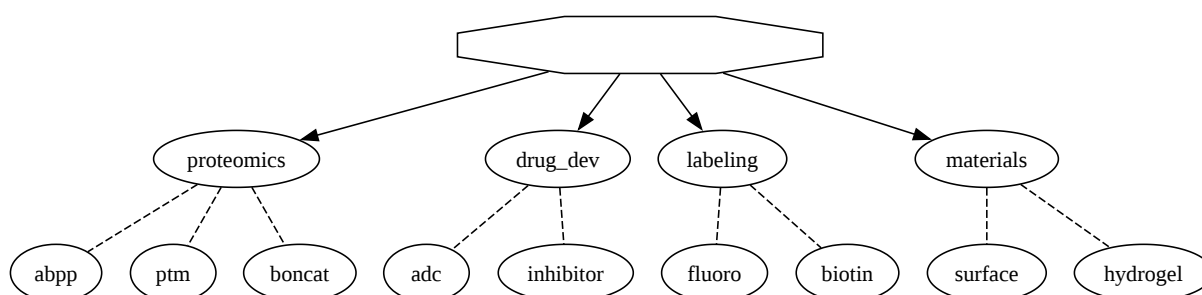 proteomics
drug_dev
labeling
materials
abpp
ptm
boncat
adc
inhibitor
fluoro
biotin
surface
hydrogel